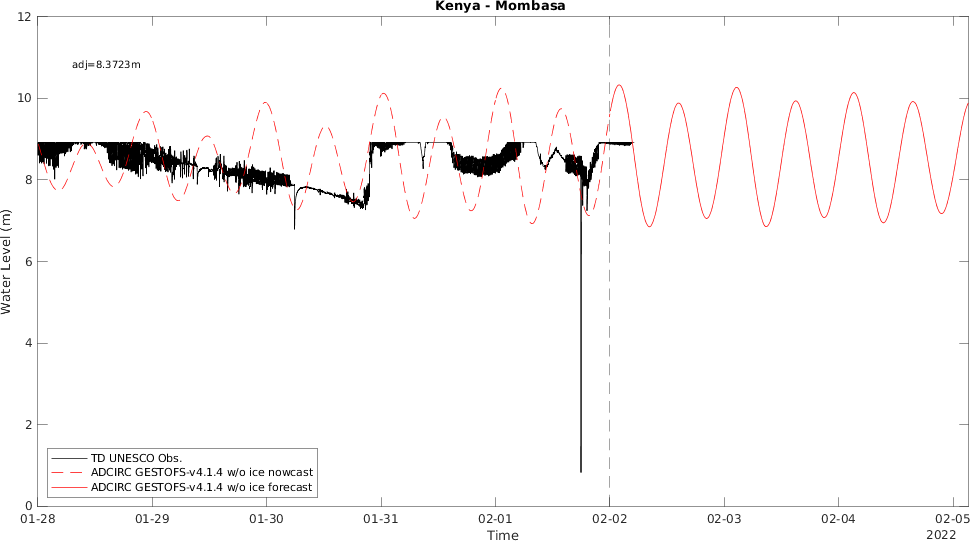 Kenya - Mombasa
12
adj=8.3723m
10
8
6
4
2
0
Water Level (m)
TD UNESCO Obs.
ADCIRC GESTOFS-v4.1.4 w/o ice nowcast
ADCIRC GESTOFS-v4.1.4 w/o ice forecast
01-28 01-29 01-30 01-31 02-01 02-02 02-03 02-04 02-05
Time
2022